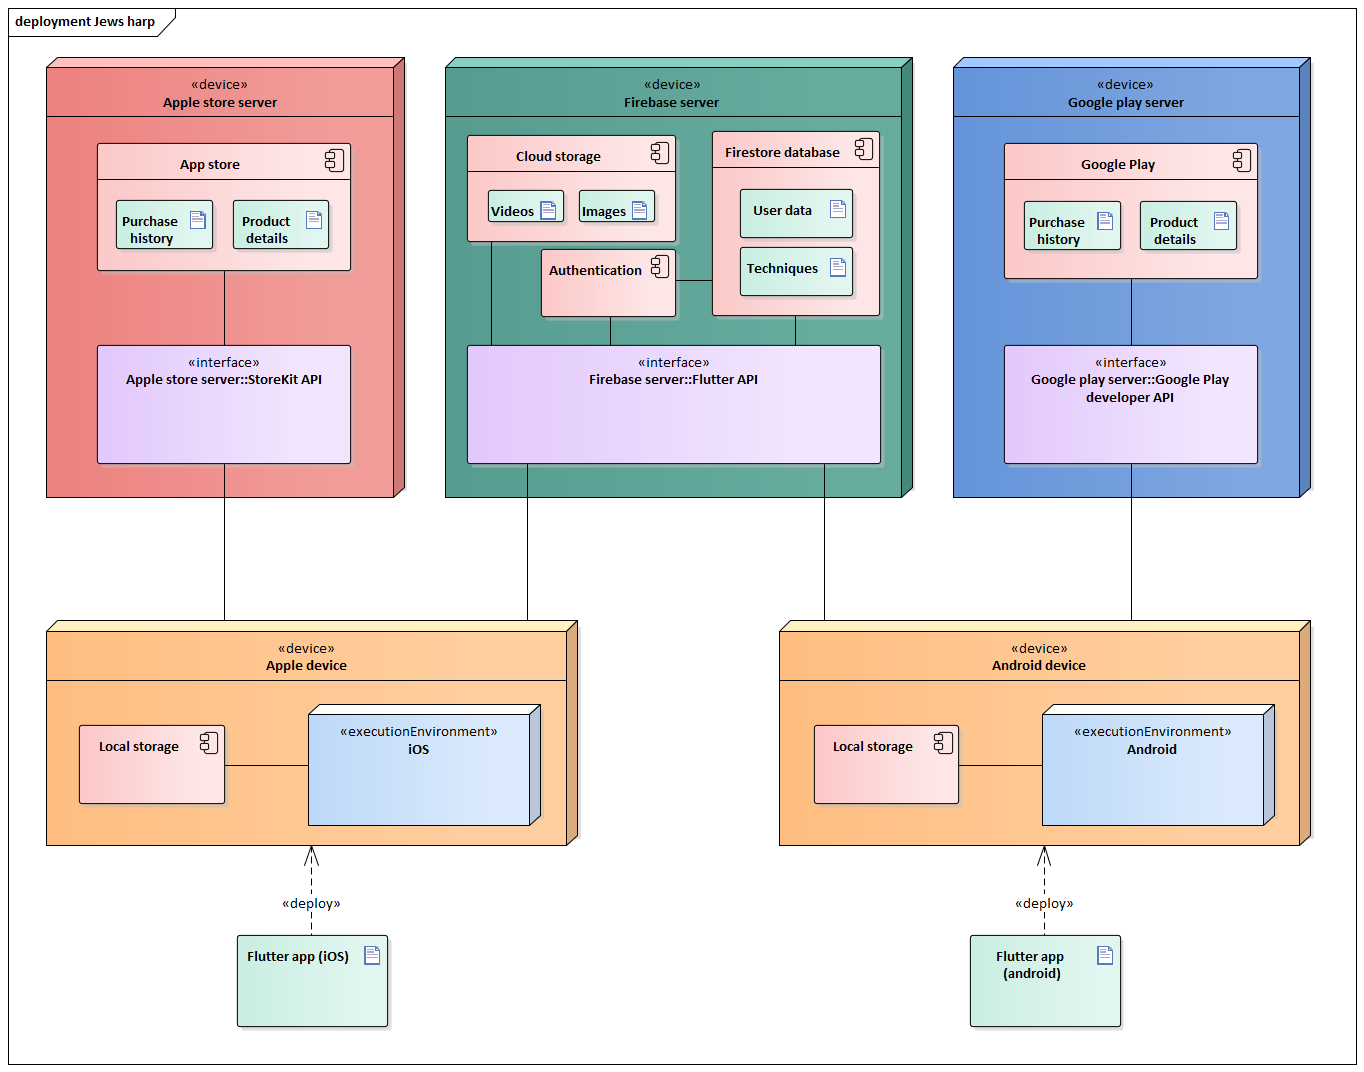 deployment Jews harp
«device»
Apple store server
App store
Purchase
history
Product
details
«interface»
Apple store server::StoreKit API
«device»
Firebase server
Cloud storage
Videos
Images
Firestore database
User data
Techniques
Authentication
«interface»
Firebase server::Flutter API
«device»
Google play server
Google Play
Purchase
history
Product
details
«interface»
Google play server::Google Play
developer API
«device»
Apple device
Local storage
«executionEnvironment»
iOS
«device»
Android device
Local storage
«executionEnvironment»
Android
«deploy»
Flutter app (iOS)
«deploy»
Flutter app
(android)